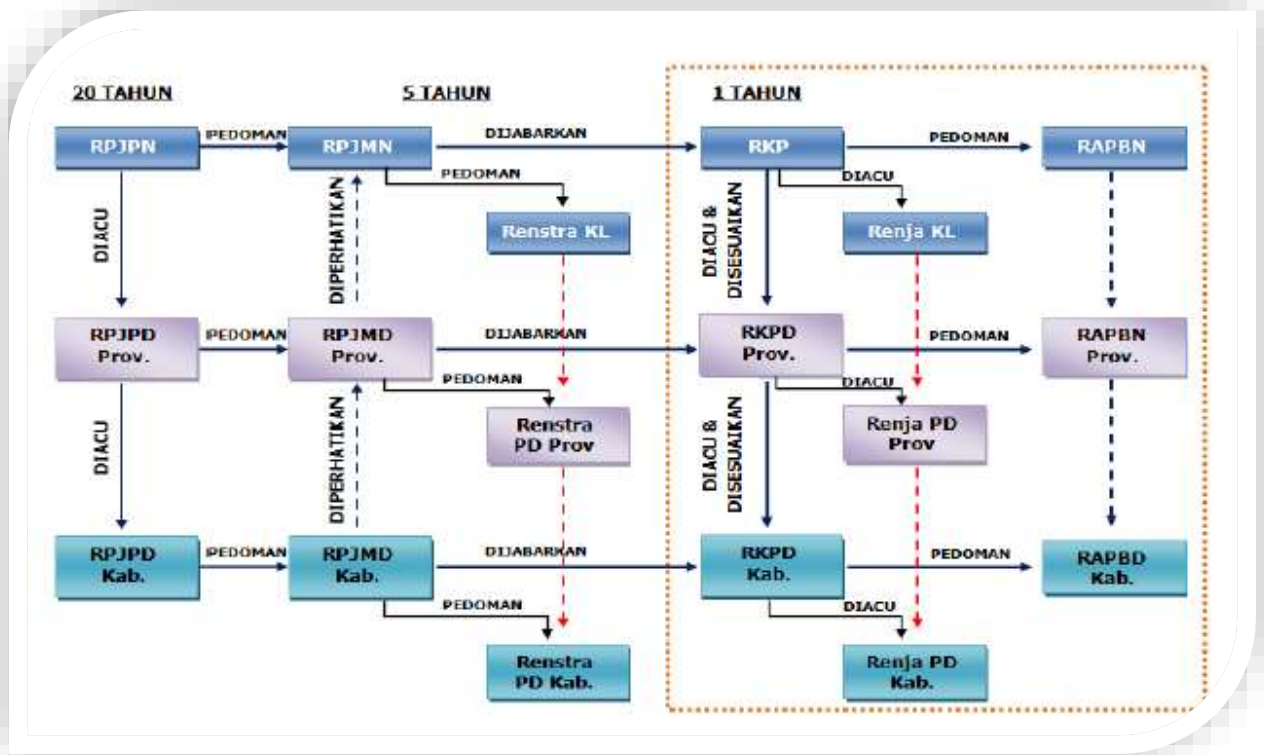 20 TAHUN
5 TAHUN
1 TAHUN
RPJPN
PEDOMAN
RPJMN
DIJABARKAN
RKP
PEDOMAN
RAPBN
PEDOMAN
DIACU
DIACU
DIPERHATIKAN
Renstra KL
DIACU &
DISESUAIKAN
Renja KL
RPJPD
Prov.
PEDOMAN
RPJMD
Prov.
DIJABARKAN
RKPD
Prov.
PEDOMAN
RAPBN
Prov.
PEDOMAN
DIACU
DIACU
DIPERHATIKAN
Renstra
PD Prov
DIACU &
DISESUAIKAN
Renja PD
Prov
RPJPD
Kab.
PEDOMAN
RPJMD
Kab.
DIJABARKAN
RKPD
Kab.
PEDOMAN
RAPBD
Kab.
PEDOMAN
DIACU
Renstra
PD Kab.
Renja PD
Kab.